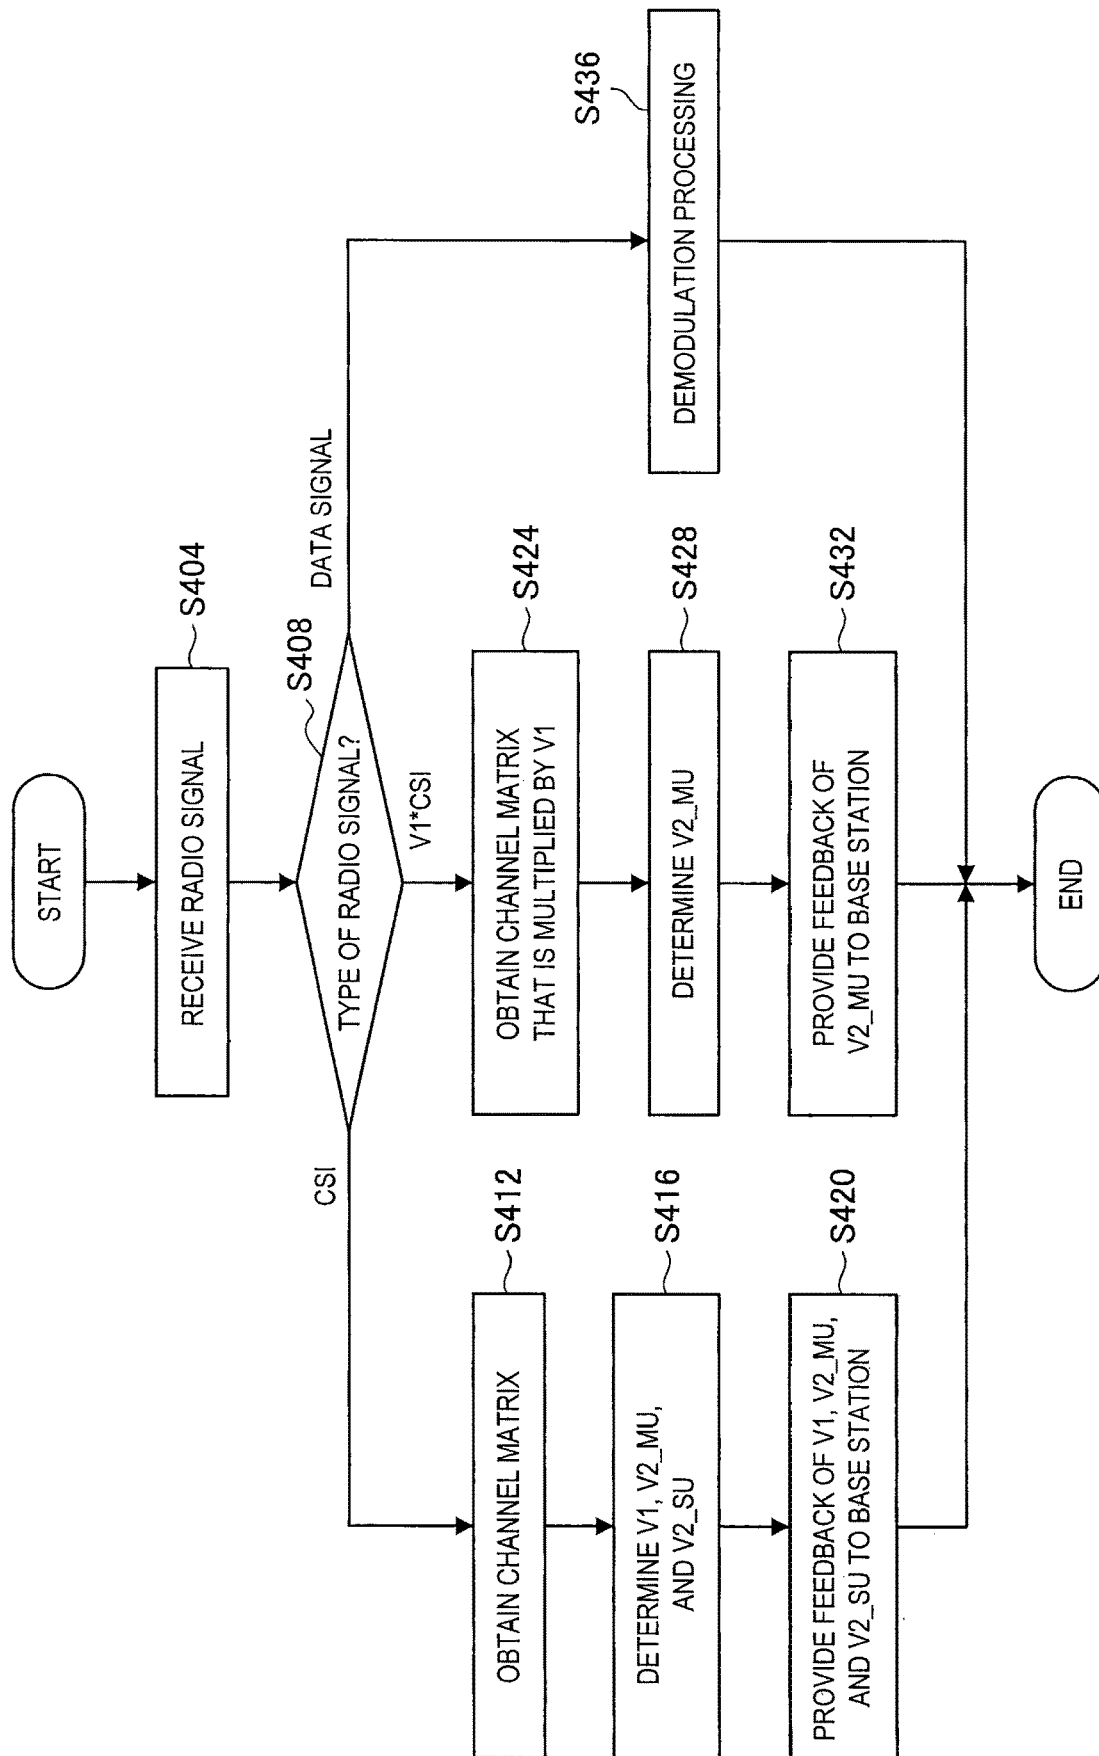 START
RECEIVE RADIO SIGNAL
S404
TYPE OF RADIO SIGNAL?
S408
CSI
V1*CSI
DATA SIGNAL
OBTAIN CHANNEL MATRIX
S412
DETERMINE V1, V2_MU,
AND V2_SU
S416
PROVIDE FEEDBACK OF V1, V2_MU,
AND V2_SU TO BASE STATION
S420
OBTAIN CHANNEL MATRIX
THAT IS MULTIPLIED BY V1
S424
DETERMINE V2_MU
S428
PROVIDE FEEDBACK OF
V2_MU TO BASE STATION
S432
DEMODULATION PROCESSING
S436
END